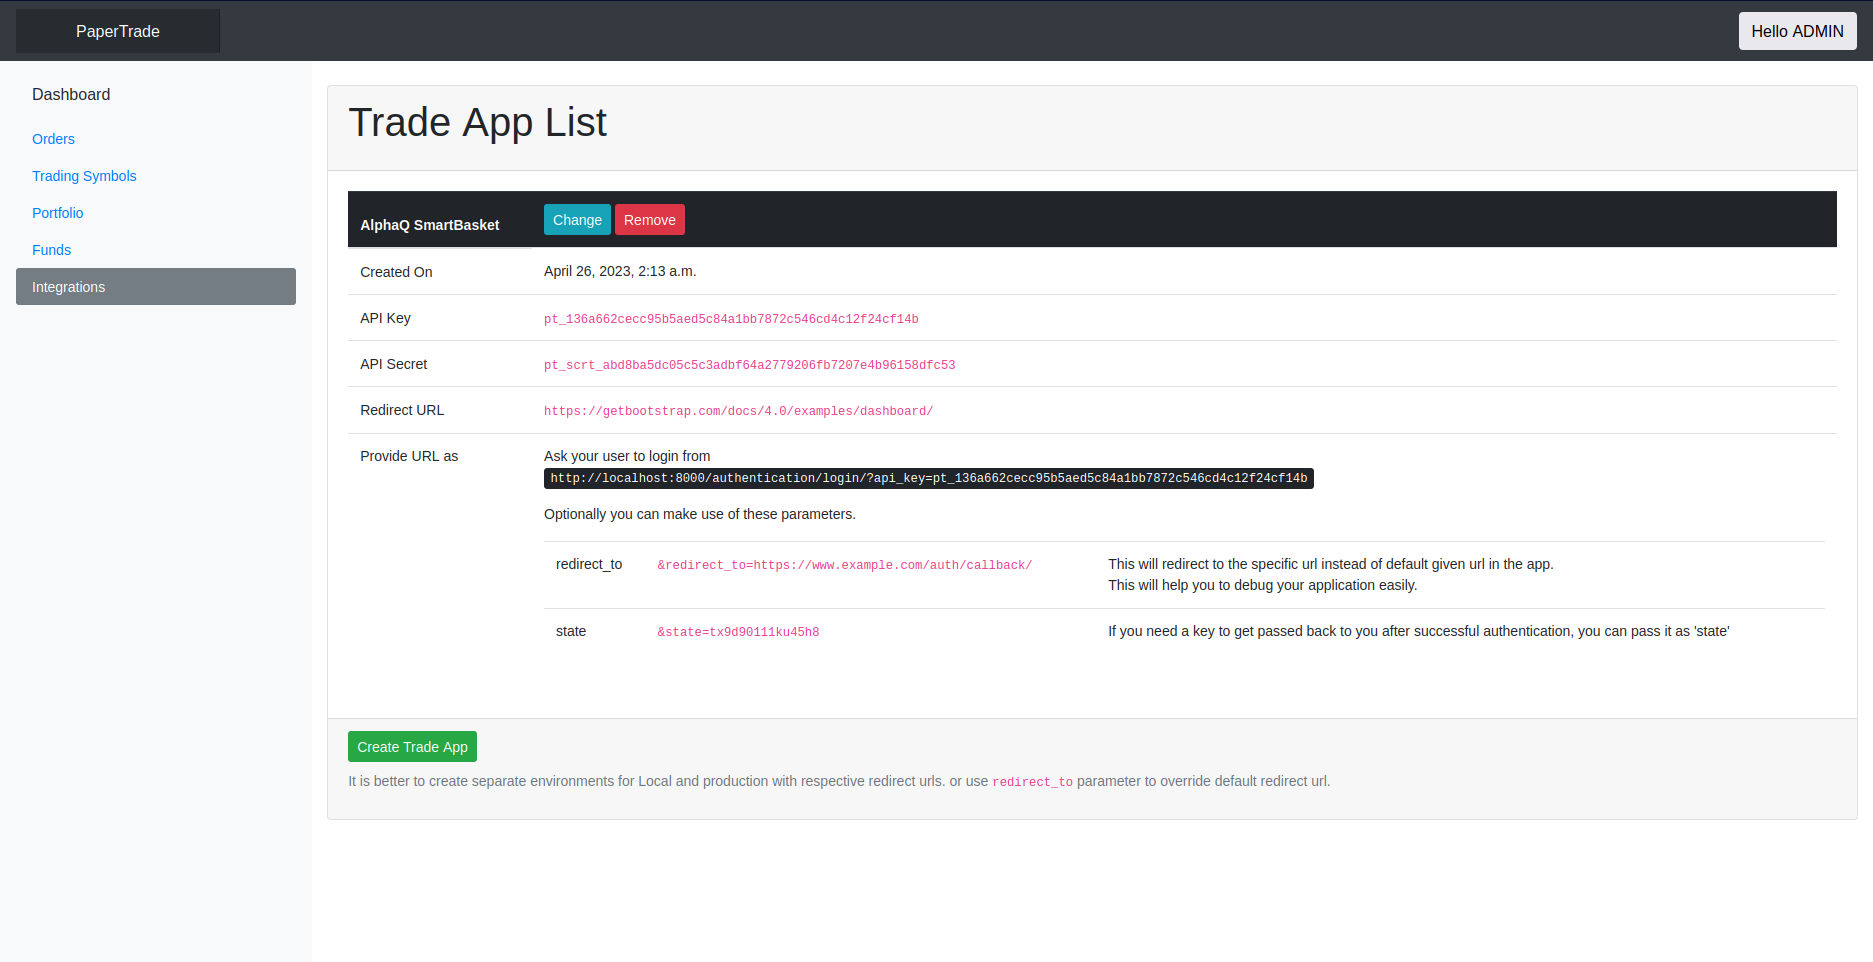 PaperTrade
Hello ADMIN
Dashboard
Orders
Trading Symbols
Portfolio
Funds
Integrations
Trade App List
AlphaQ SmartBasket Change Remove
Created On April 26, 2023, 2:13 a.m.
API Key pt_136a662cecc95b5aed5c84a1bb7872c546cd4c12f24cf14b
API Secret pt_scrt_abd8ba5dc05c5c3adbf64a2779206fb7207e4b96158dfc53
Redirect URL https://getbootstrap.com/docs/4.0/examples/dashboard/
Provide URL as Ask your user to login from
http://localhost:8000/authentication/login/?api_key=pt_136a662cecc95b5aed5c84a1bb7872c546cd4c12f24cf14b
Optionally you can make use of these parameters.
redirect_to &redirect_to=https://www.example.com/auth/callback/ This will redirect to the specific url instead of default given url in the app.
This will help you to debug your application easily.
state &state=tx9d90111ku45h8 If you need a key to get passed back to you after successful authentication, you can pass it as 'state'
Create Trade App
It is better to create separate environments for Local and production with respective redirect urls. or use redirect_to parameter to override default redirect url.